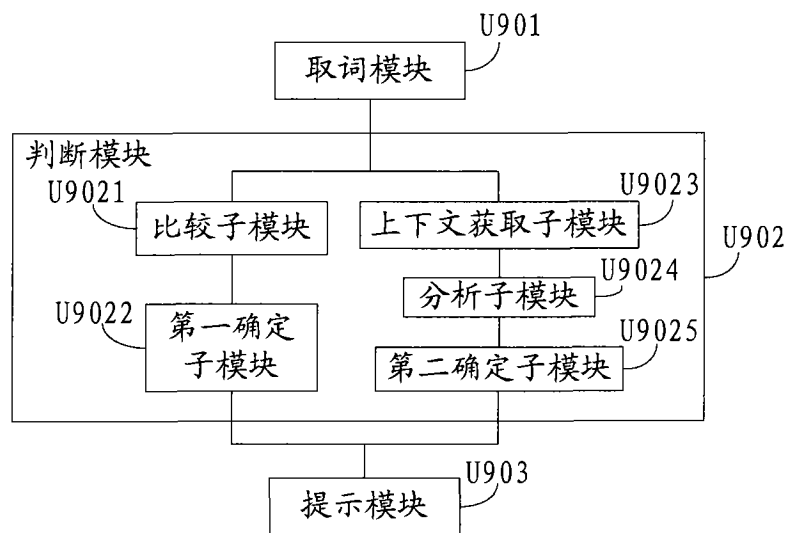 U901
取词模块
判断模块
U9021
U9023
比较子模块
上下文获取子模块
U902
U9024
分析子模块
U9022
第一确定
子模块
U9025
第二确定子模块
U903
提示模块